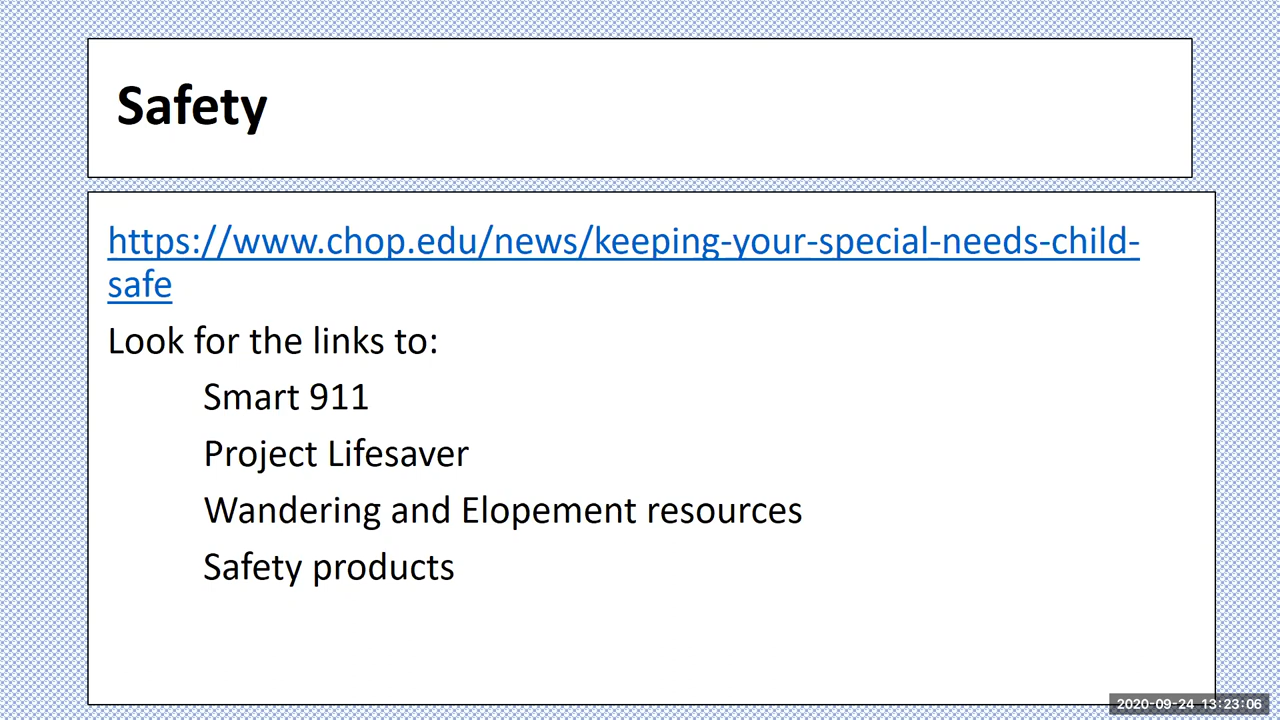 Safety
https://www.chop.edu/news/keeping-your-special-needs-child-
safe
Look for the links to:
Smart 911
Project Lifesaver
Wandering and Elopement resources
Safety products
2020-09-24 13:23:06